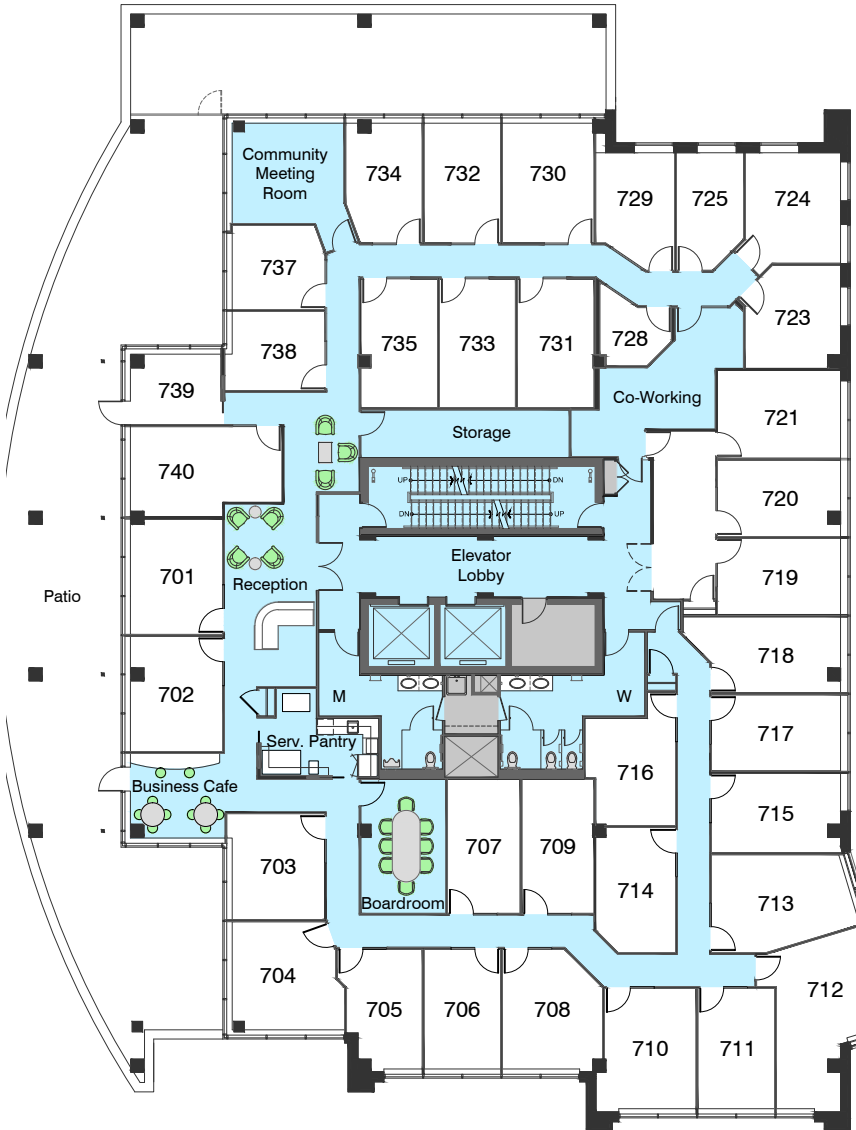 Community
Meeting
Room
734
732
730
729
725
724
737
738
735
733
731
728
723
739
Co-Working
721
740
Storage
720
UP
DN
DN
UP
701
Elevator
Lobby
719
Patio
Reception
702
M
W
718
717
Serv. Pantry
716
Business Cafe
715
703
707
709
714
713
Boardroom
704
705
706
708
710
711
712